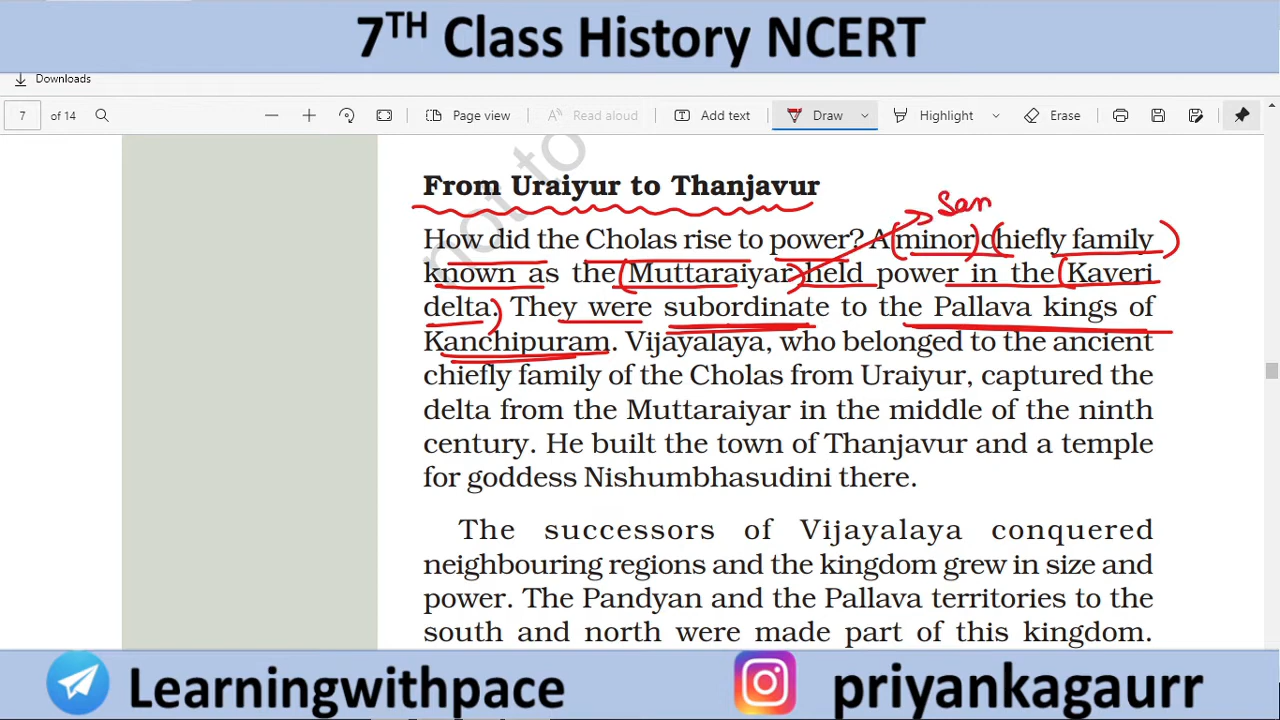 7TH Class History NCERT
Downloads
7 of 14 Page view Read aloud Add text Draw Highlight Erase
not to
From Uraiyur to Thanjavur
San
How did the Cholas rise to power? A minor chiefly family
known as the Muttaraiyar held power in the Kaveri
delta. They were subordinate to the Pallava kings of
Kanchipuram. Vijayalaya, who belonged to the ancient
chiefly family of the Cholas from Uraiyur, captured the
delta from the Muttaraiyar in the middle of the ninth
century. He built the town of Thanjavur and a temple
for goddess Nishumbhasudini there.
The successors of Vijayalaya conquered
neighbouring regions and the kingdom grew in size and
power. The Pandyan and the Pallava territories to the
south and north were made part of this kingdom.
Learningwithpace priyankagaurr